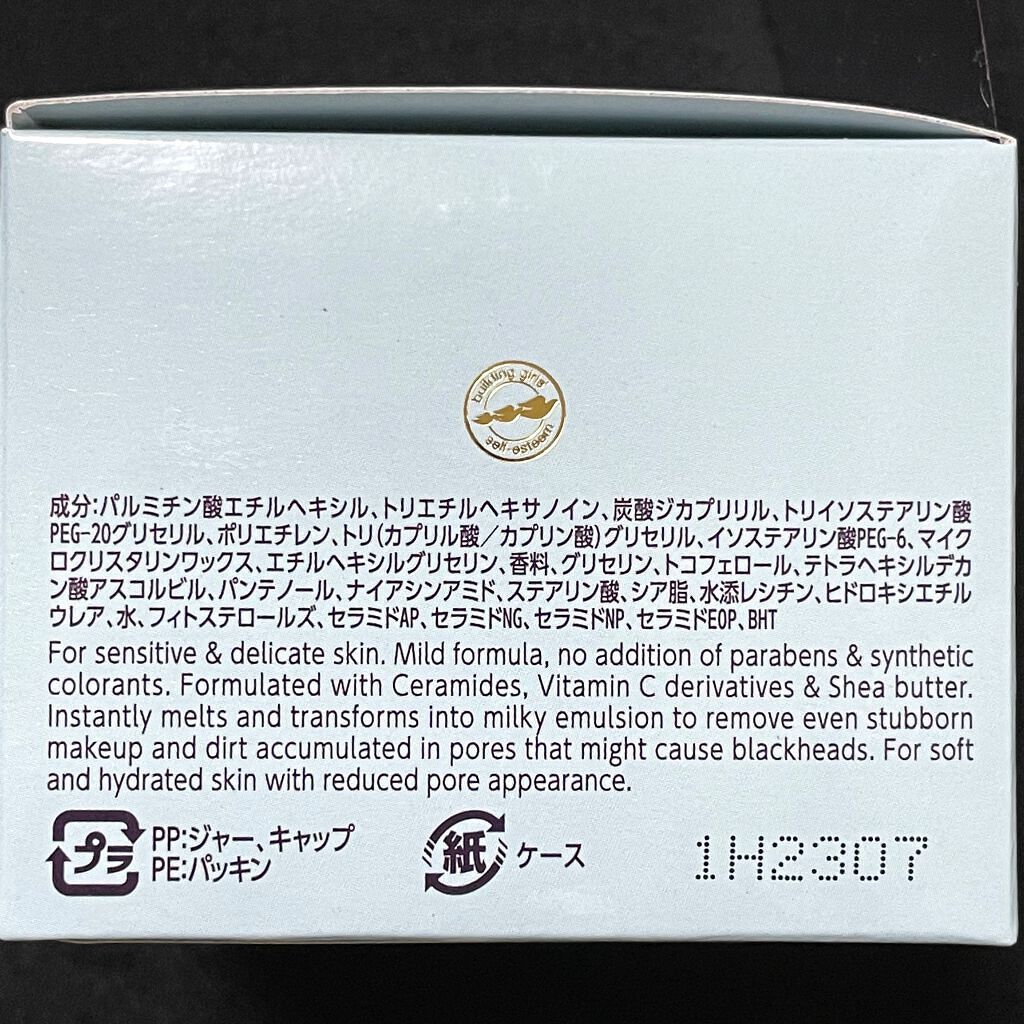 building girls'
self-esteem
成分:パルミチン酸エチルヘキシル、トリエチルヘキサノイン、炭酸ジカプリリル、トリイソステアリン酸
PEG-20グリセリル、ポリエチレン、トリ(カプリル酸/カプリン酸)グリセリル、イソステアリン酸PEG-6、マイク
ロクリスタリンワックス、エチルヘキシルグリセリン、香料、グリセリン、トコフェロール、テトラヘキシルデカ
ン酸アスコルビル、パンテノール、ナイアシンアミド、ステアリン酸、シア脂、水添レシチン、ヒドロキシエチル
ウレア、水、フィトステロールズ、セラミドAP、セラミドNG、セラミドNP、セラミドEOP、BHT
For sensitive & delicate skin. Mild formula, no addition of parabens & synthetic
colorants. Formulated with Ceramides, Vitamin C derivatives & Shea butter.
Instantly melts and transforms into milky emulsion to remove even stubborn
makeup and dirt accumulated in pores that might cause blackheads. For soft
and hydrated skin with reduced pore appearance.
プラ PP:ジャー、キャップ
PE:パッキン
紙 ケース
1H2307